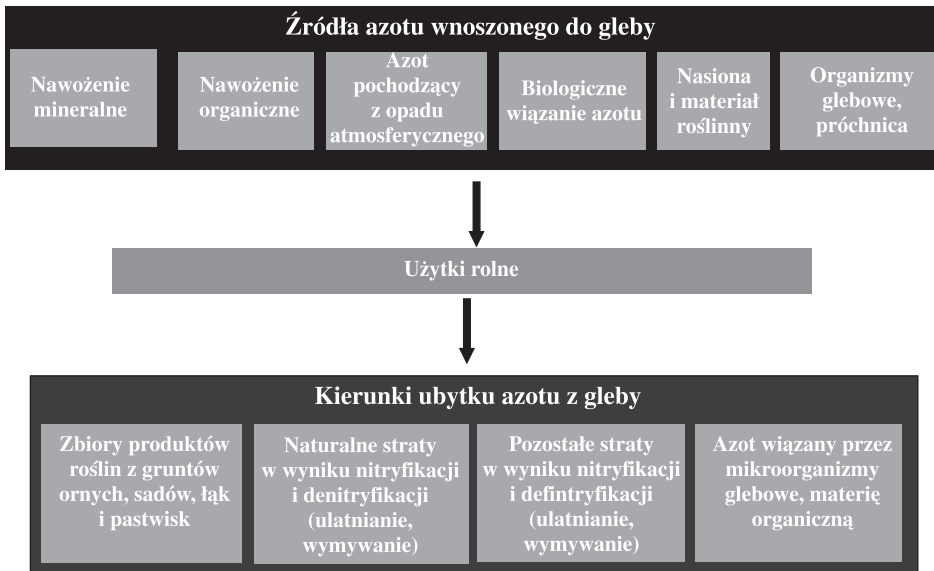 Źródła azotu wnoszonego do gleby
Nawożenie
mineralne
Nawożenie
organiczne
Azot
pochodzący
z opadu
atmosferycznego
Biologiczne
wiązanie azotu
Nasiona
i materiał
roślinny
Organizmy
glebowe,
próchnica
Użytki rolne
Kierunki ubytku azotu z gleby
Zbiory produktów
roślin z gruntów
ornych, sadów, łąk
i pastwisk
Naturalne straty
w wyniku nitryfikacji
i denitryfikacji
(ulatnianie,
wymywanie)
Pozostałe straty
w wyniku nitryfikacji
i defintryfikacji
(ulatnianie,
wymywanie)
Azot wiązany przez
mikroorganizmy
glebowe, materię
organiczną